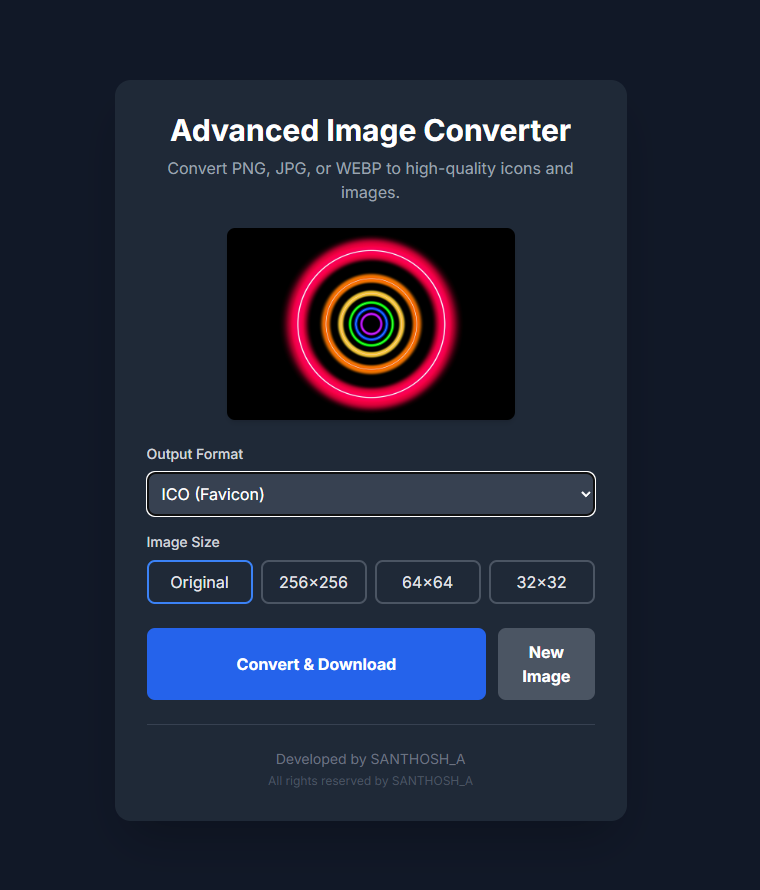 Advanced Image Converter
Convert PNG, JPG, or WEBP to high-quality icons and
images.
Output Format
ICO (Favicon)
Image Size
Original
256×256
64×64
32×32
Convert & Download
New
Image
Developed by SANTHOSH_A
All rights reserved by SANTHOSH_A